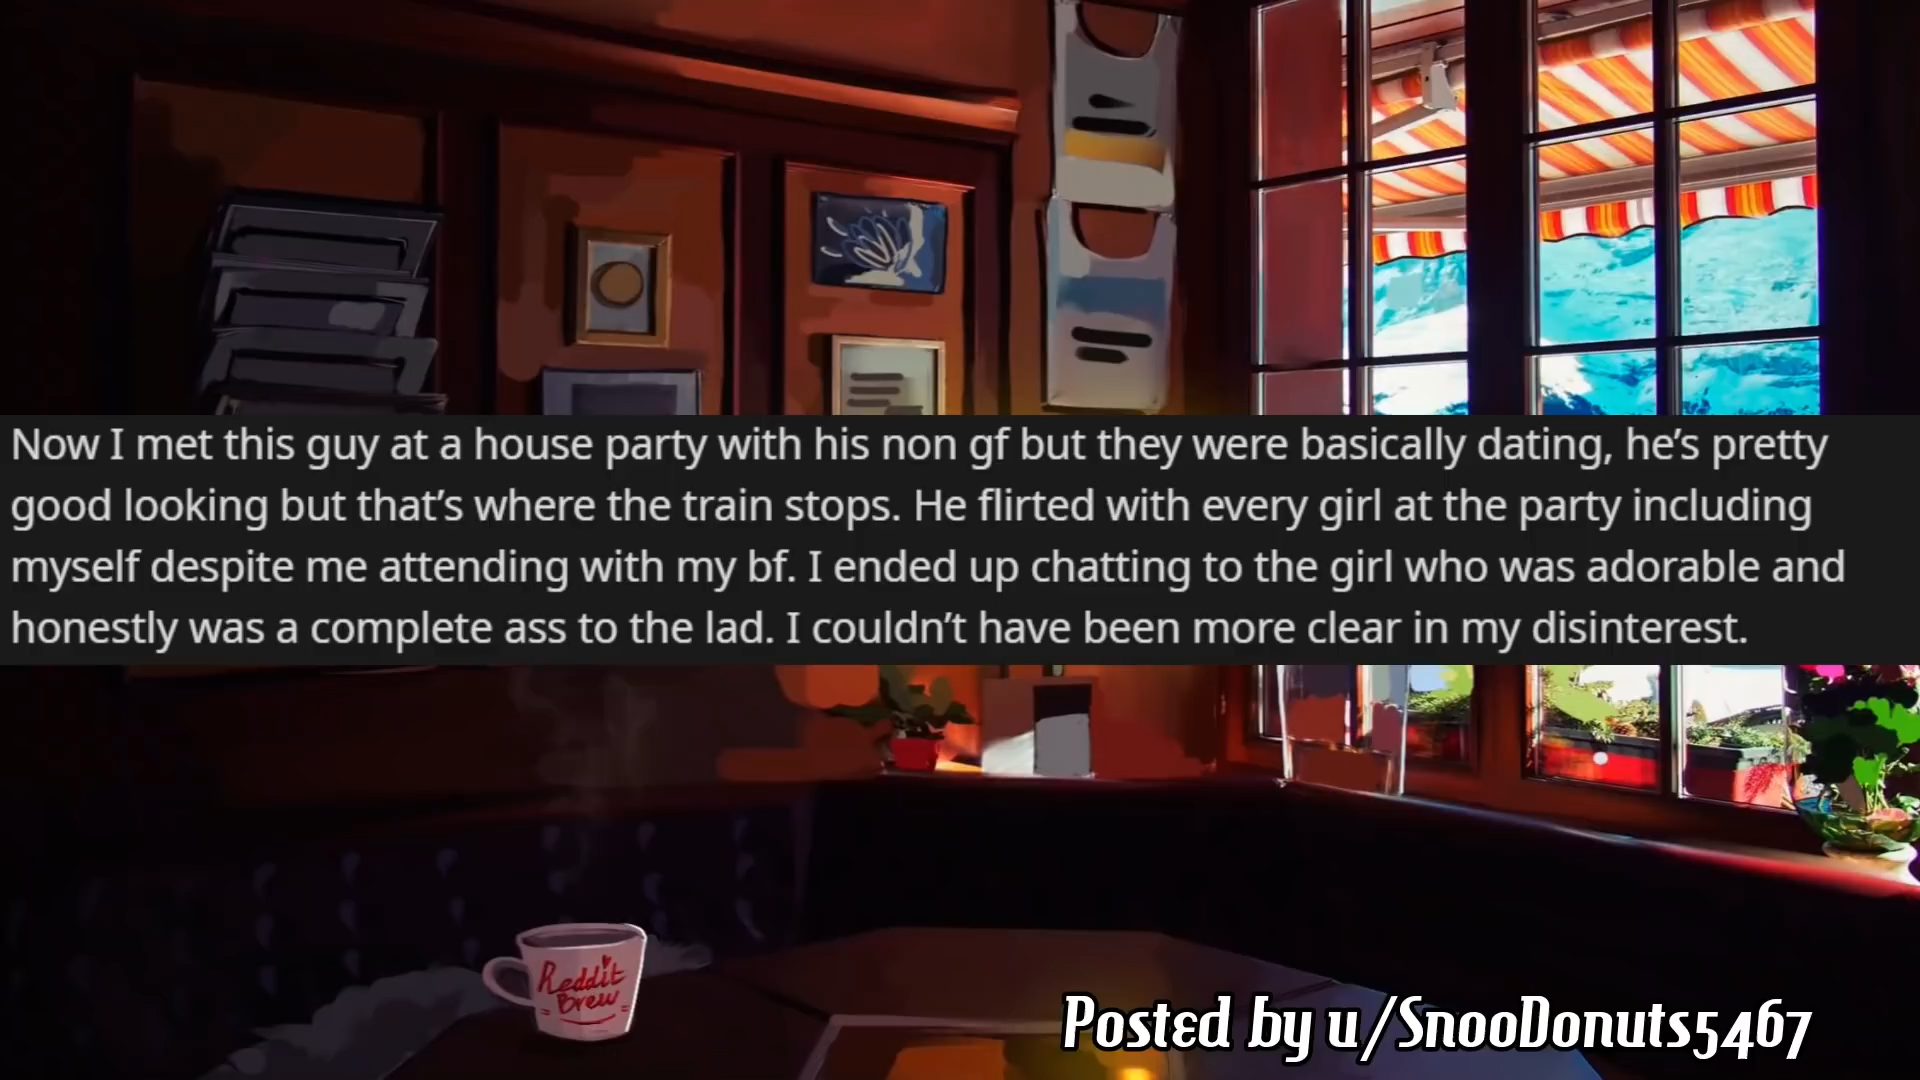 Now I met this guy at a house party with his non gf but they were basically dating, he’s pretty
good looking but that’s where the train stops. He flirted with every girl at the party including
myself despite me attending with my bf. I ended up chatting to the girl who was adorable and
honestly was a complete ass to the lad. I couldn’t have been more clear in my disinterest.
Reddit
Brew
Posted by u/SnooDonuts5467